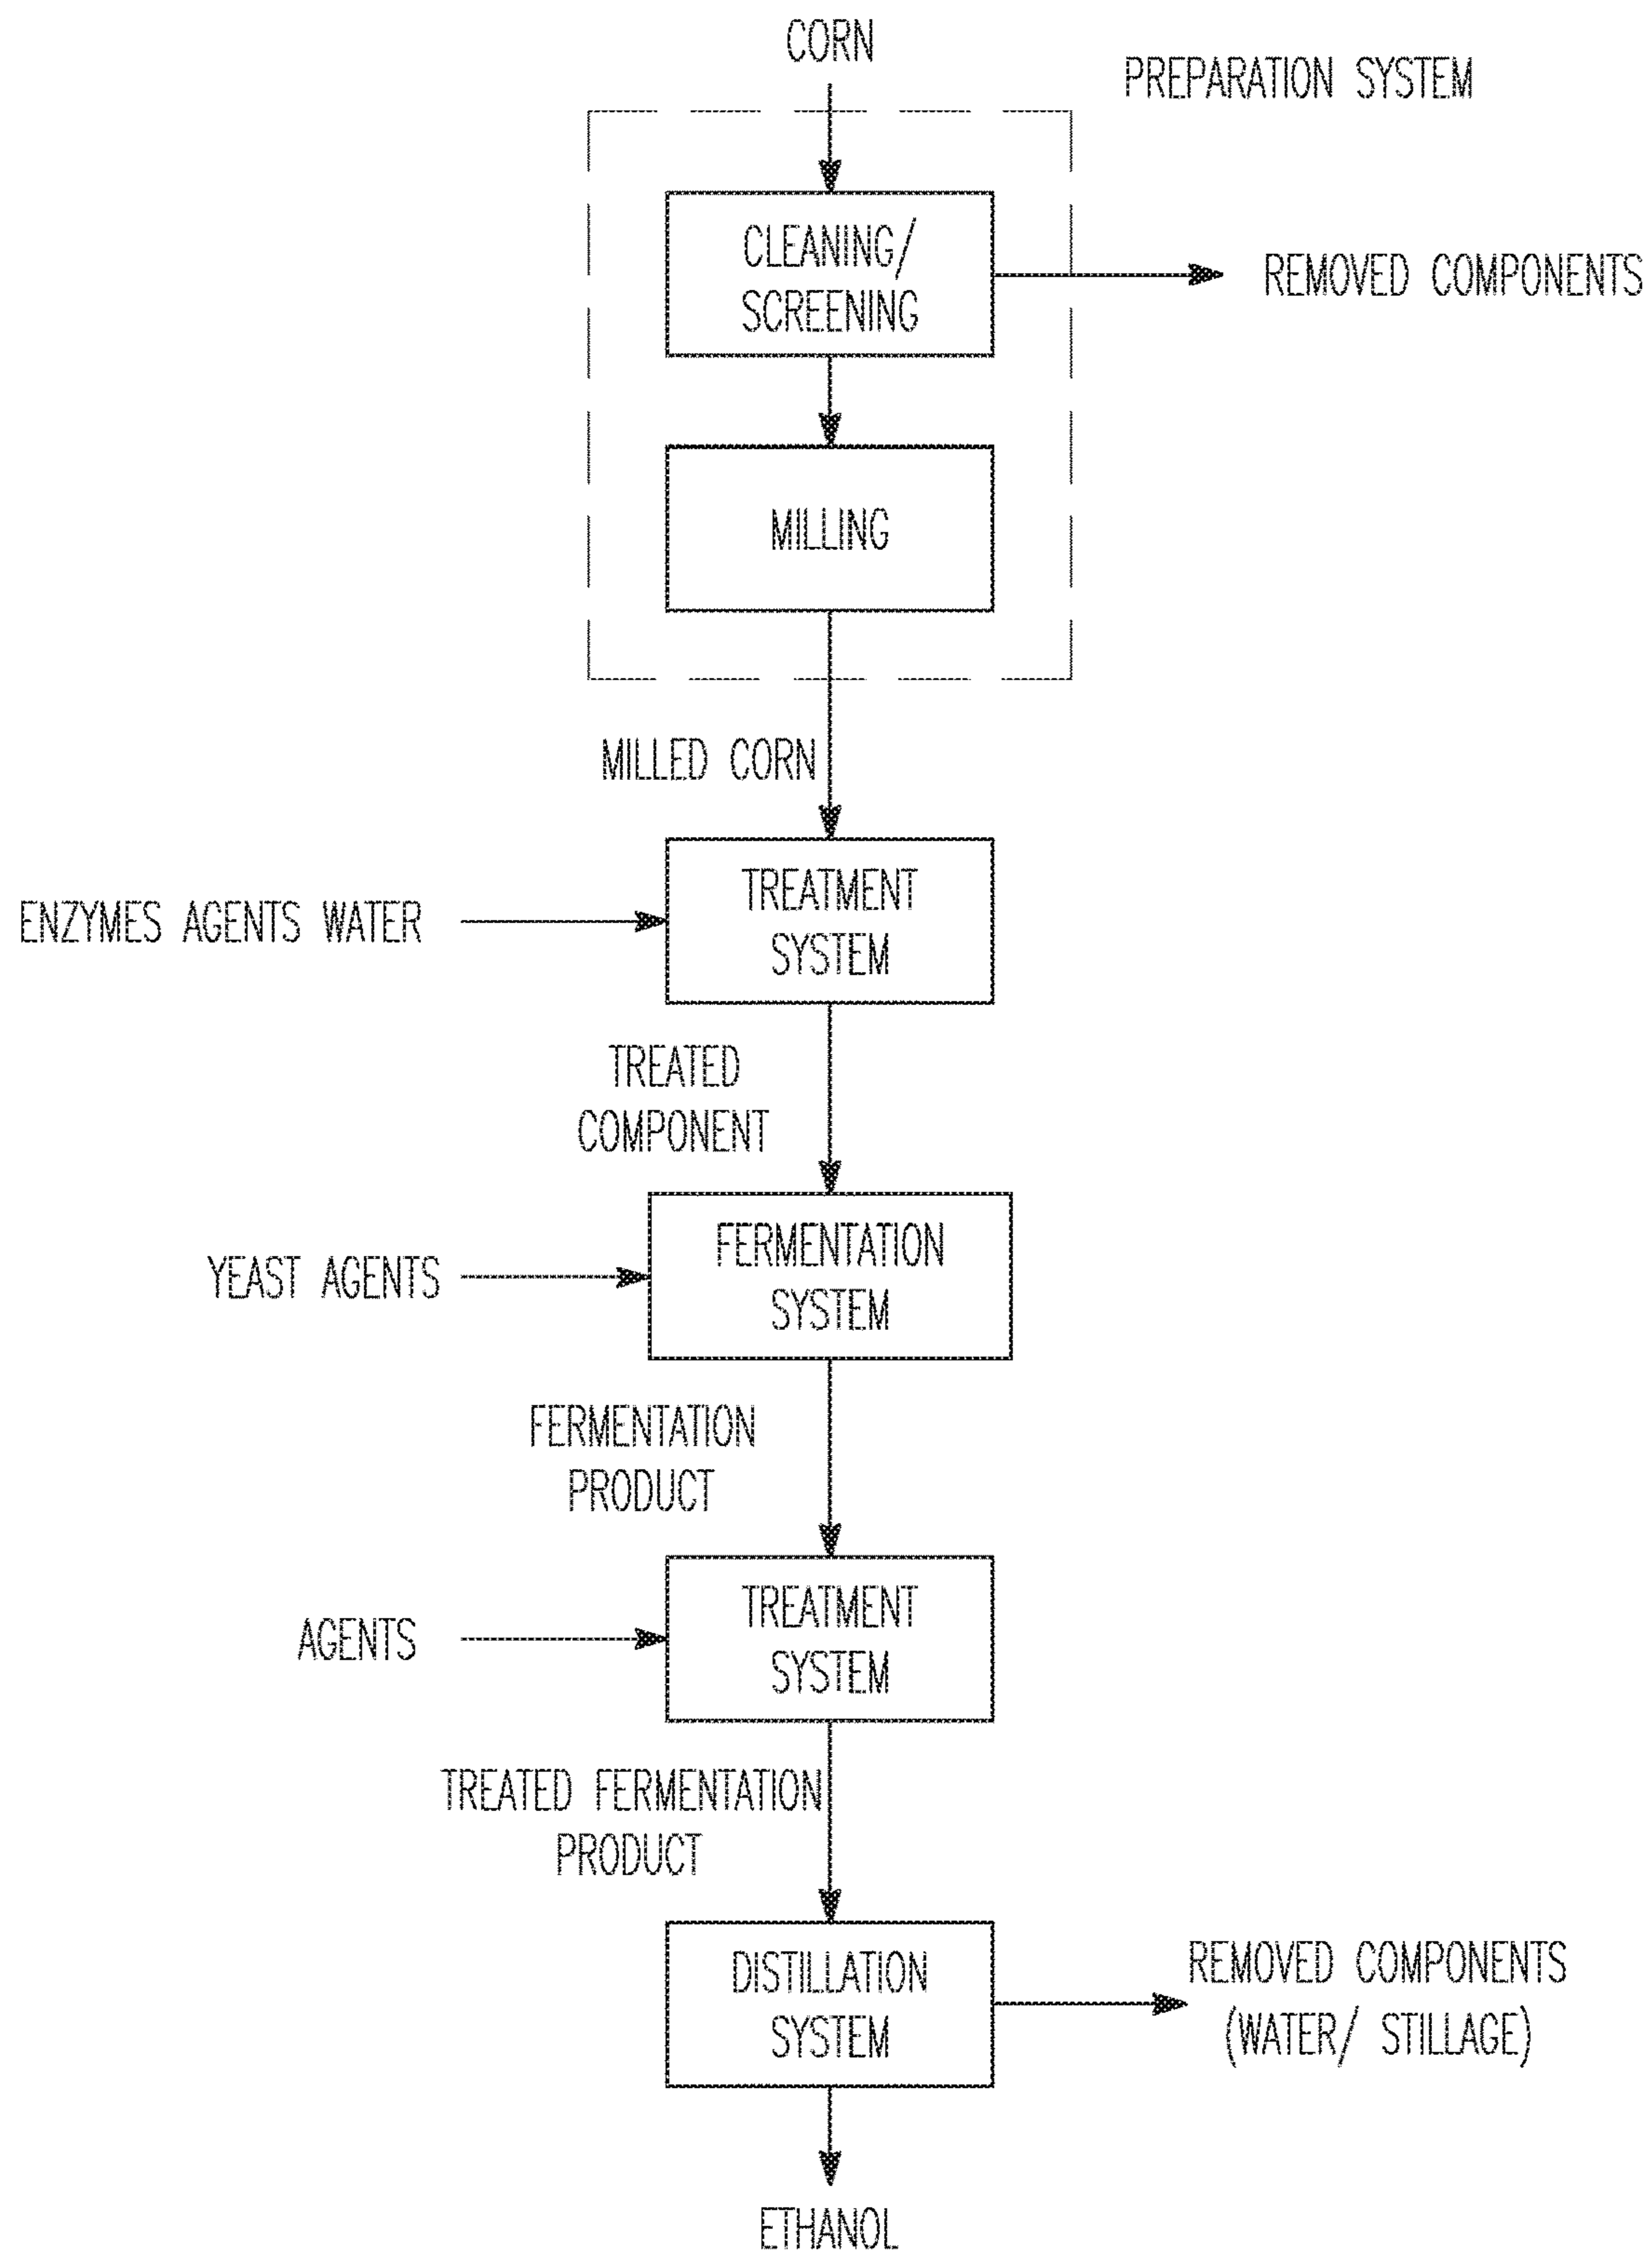 CORN
PREPARATION SYSTEM
CLEANING/
SCREENING
REMOVED COMPONENTS
MILLING
MILLED CORN
TREATMENT
SYSTEM
ENZYMES AGENTS WATER
TREATED
COMPONENT
FERMENTATION
SYSTEM
YEAST AGENTS
FERMENTATION
PRODUCT
TREATMENT
SYSTEM
AGENTS
TREATED FERMENTATION
PRODUCT
DISTILLATION
SYSTEM
REMOVED COMPONENTS
(WATER/ STILLAGE)
ETHANOL